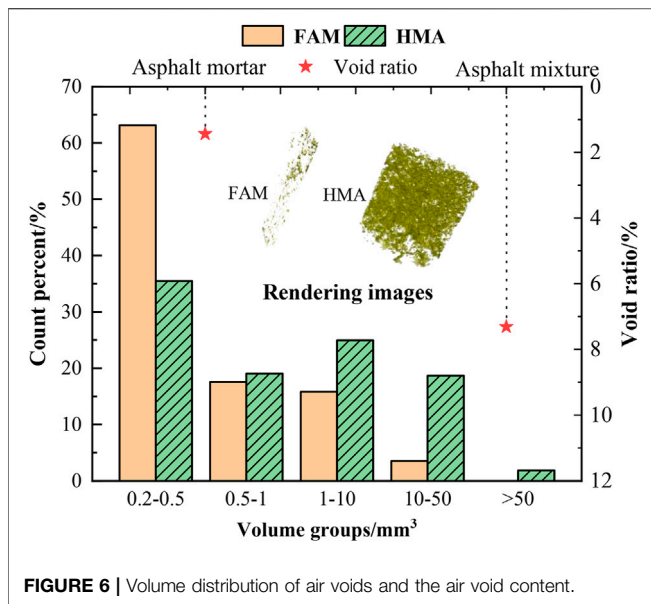 FAM HMA
Asphalt mortar ★ Void ratio Asphalt mixture
70 0
60 2
50 4
40 6
30 8
20 10
10 12
0
Count percent/%
Void ratio/%
FAM HMA
Rendering images
0.2-0.5 0.5-1 1-10 10-50 >50
Volume groups/mm³
FIGURE 6 | Volume distribution of air voids and the air void content.